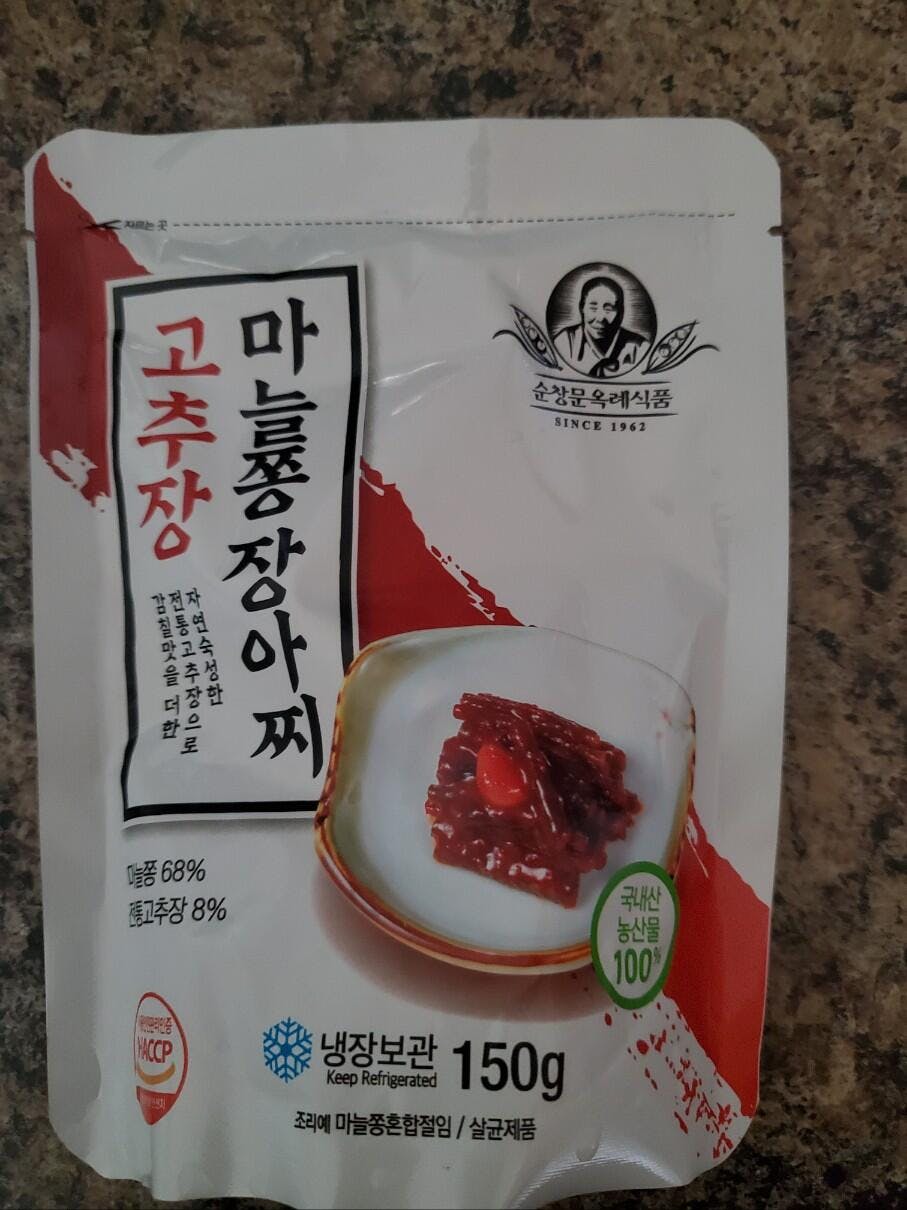 자르는 곳
순창문옥례식품
SINCE 1962
마늘쫑장아찌
고추장
자연숙성한
전통고추장으로
감칠맛을 더한
마늘쫑 68%
전통고추장 8%
국내산
농산물
100%
HACCP
냉장보관 150g
Keep Refrigerated
조리예 마늘쫑혼합절임 / 살균제품